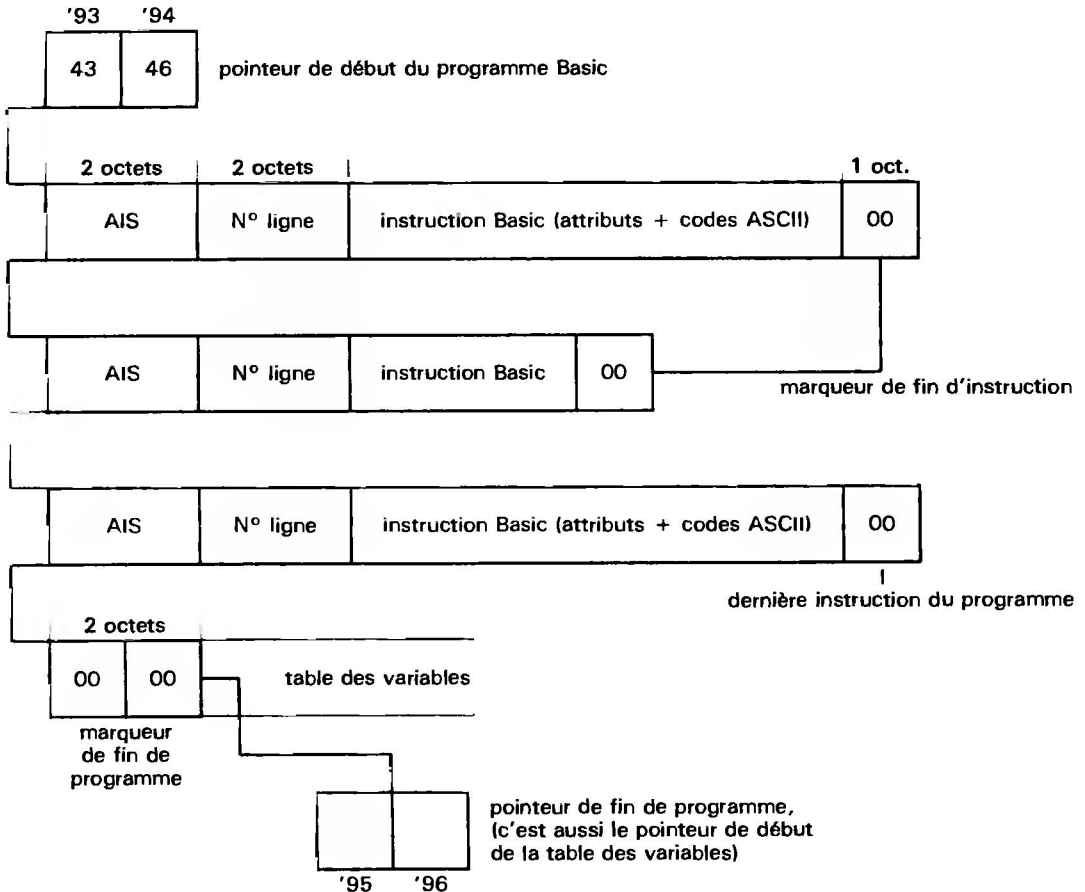 '93 '94
43 46 pointeur de début du programme Basic
2 octets 2 octets 1 oct.
AIS N° ligne instruction Basic (attributs + codes ASCII) 00
AIS N° ligne instruction Basic 00
marqueur de fin d'instruction
AIS N° ligne instruction Basic (attributs + codes ASCII) 00
dernière instruction du programme
2 octets
00 00 table des variables
marqueur
de fin de
programme
pointeur de fin de programme,
(c'est aussi le pointeur de début
de la table des variables)
'95 '96